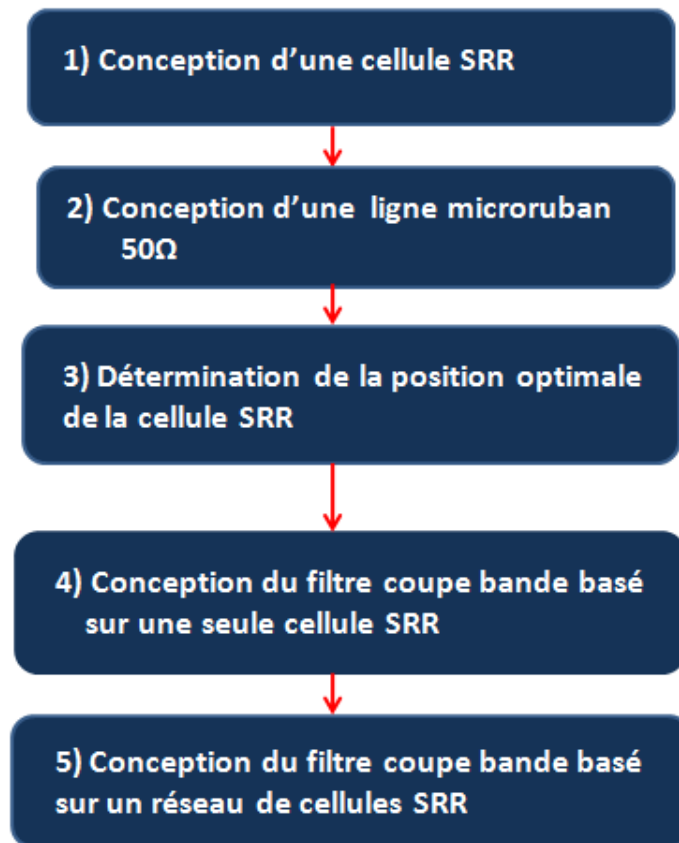 1) Conception d’une cellule SRR
2) Conception d’une ligne microruban
50Ω
3) Détermination de la position optimale
de la cellule SRR
4) Conception du filtre coupe bande basé
sur une seule cellule SRR
5) Conception du filtre coupe bande basé
sur un réseau de cellules SRR